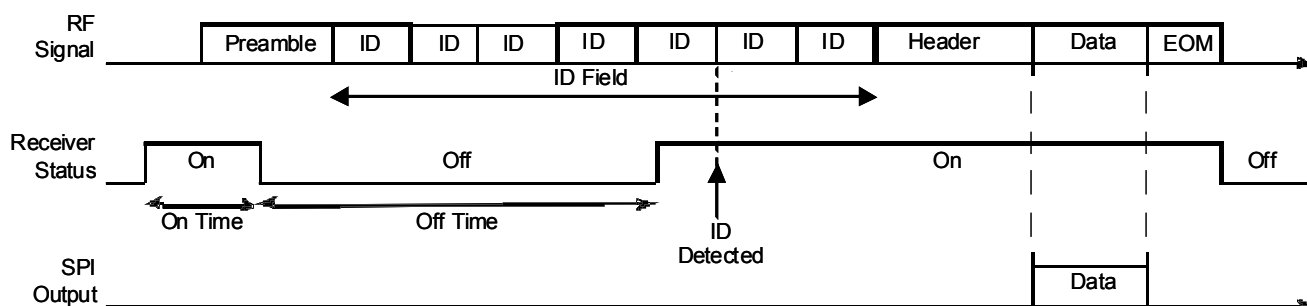 RF
Signal
Preamble ID ID ID ID ID ID ID Header Data EOM
ID Field
Receiver
Status
On Off On Off
On Time Off Time
ID
Detected
SPI
Output
Data